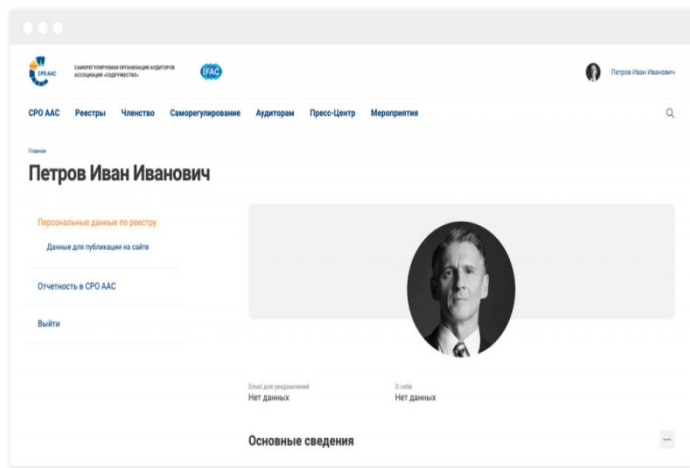 СРО ААС
САМОРЕГУЛИРУЕМАЯ ОРГАНИЗАЦИЯ АУДИТОРОВ
АССОЦИАЦИЯ «СОДРУЖЕСТВО»
IFAC
Петров Иван Иванович
СРО ААС Реестры Членство Саморегулирование Аудиторам Пресс-Центр Мероприятия
Главная
Петров Иван Иванович
Персональные данные по реестру
Данные для публикации на сайте
Отчетность в СРО ААС
Выйти
Email для уведомлений О себе
Нет данных Нет данных
Основные сведения